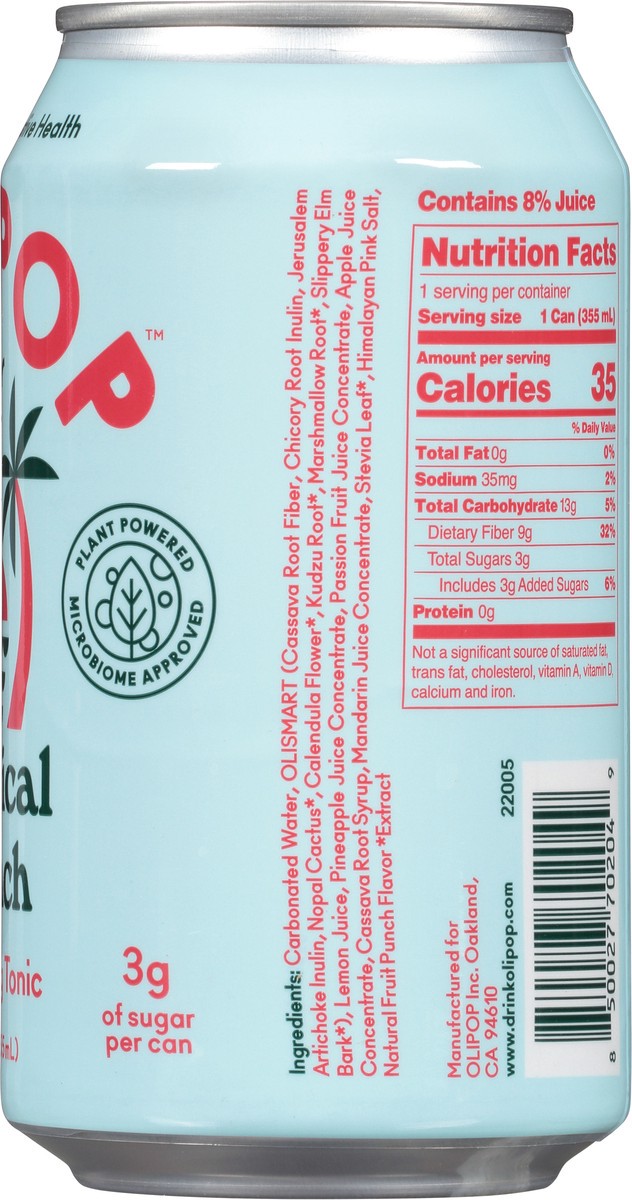 ive Health
POP
™
PLANT POWERED
MICROBIOME APPROVED
ical
ch
Tonic
3g
of sugar
per can
Ingredients: Carbonated Water, OLISMART (Cassava Root Fiber, Chicory Root Inulin, Jerusalem
Artichoke Inulin, Nopal Cactus*, Calendula Flower*, Kudzu Root*, Marshmallow Root*, Slippery Elm
Bark*), Lemon Juice, Pineapple Juice Concentrate, Passion Fruit Juice Concentrate, Apple Juice
Concentrate, Cassava Root Syrup, Mandarin Juice Concentrate, Stevia Leaf*, Himalayan Pink Salt,
Natural Fruit Punch Flavor *Extract
Contains 8% Juice
Nutrition Facts
1 serving per container
Serving size 1 Can (355 mL)
Amount per serving
Calories 35
% Daily Value
Total Fat 0g 0%
Sodium 35mg 2%
Total Carbohydrate 13g 5%
Dietary Fiber 9g 32%
Total Sugars 3g
Includes 3g Added Sugars 6%
Protein 0g
Not a significant source of saturated fat,
trans fat, cholesterol, vitamin A, vitamin D,
calcium and iron.
Manufactured for
OLIPOP Inc. Oakland,
CA 94610
www.drinkolipop.com 22005
8 50027 70204 9